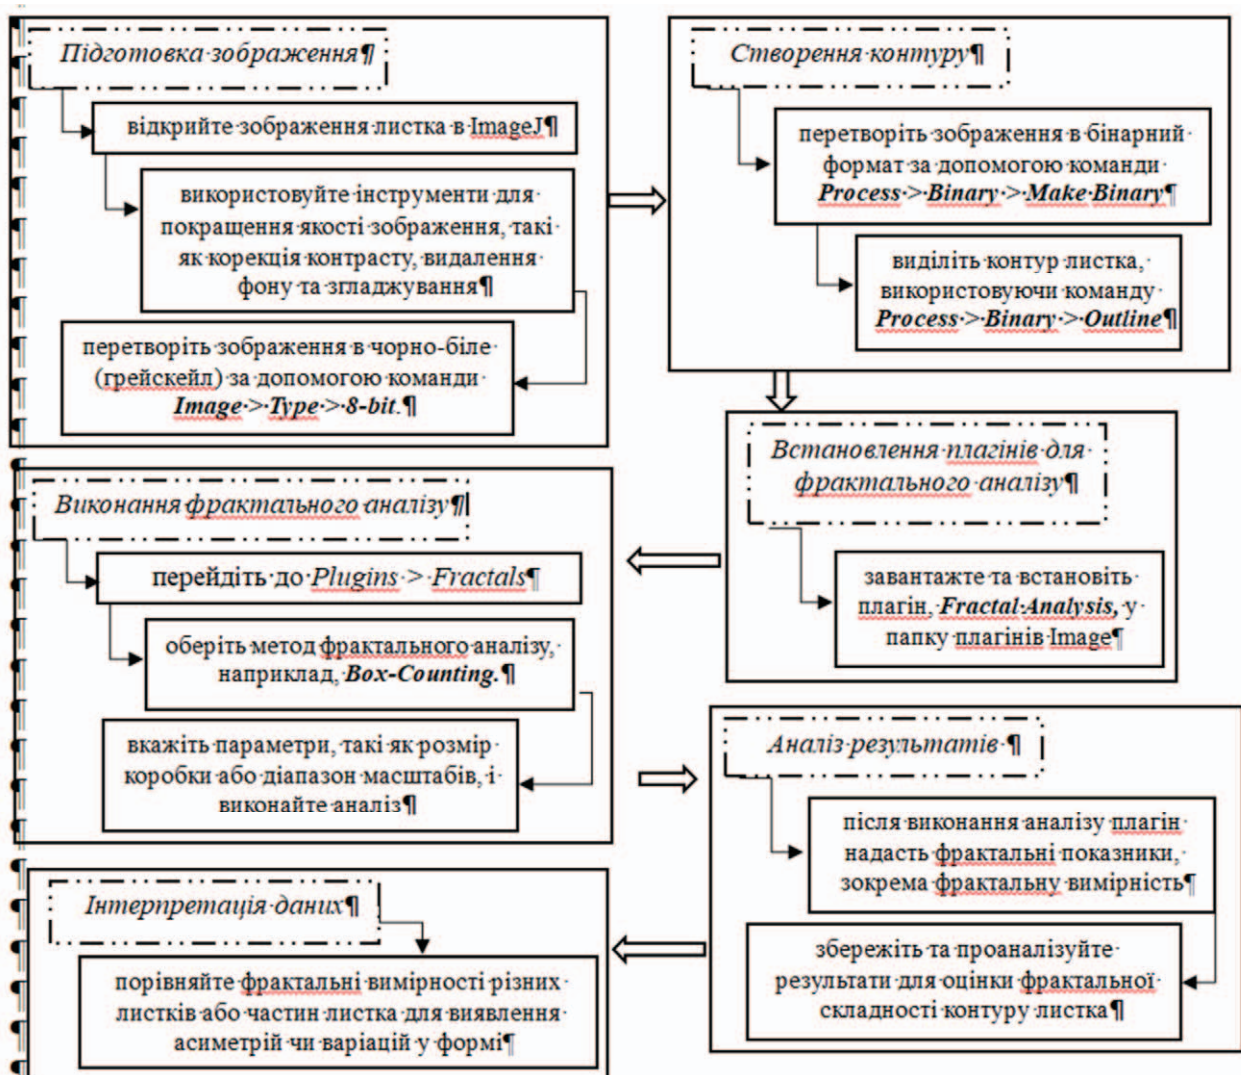 Підготовка зображення¶
відкрийте зображення листка в ImageJ¶
використовуйте інструменти для
покращення якості зображення, такі
як корекція контрасту, видалення
фону та згладжування¶
перетворіть зображення в чорно-біле
(грейскейл) за допомогою команди
Image > Type > 8-bit.¶
Створення контуру¶
перетворіть зображення в бінарний
формат за допомогою команди
Process > Binary > Make Binary¶
виділіть контур листка,
використовуючи команду
Process > Binary > Outline¶
Встановлення плагінів для
фрактального аналізу¶
завантажте та встановіть
плагін, Fractal Analysis, у
папку плагінів Image¶
Виконання фрактального аналізу¶
перейдіть до Plugins > Fractals¶
оберіть метод фрактального аналізу,
наприклад, Box-Counting.¶
вкажіть параметри, такі як розмір
коробки або діапазон масштабів, і
виконайте аналіз¶
Аналіз результатів ¶
після виконання аналізу плагін
надасть фрактальні показники,
зокрема фрактальну вимірність¶
збережіть та проаналізуйте
результати для оцінки фрактальної
складності контуру листка¶
Інтерпретація даних¶
порівняйте фрактальні вимірності різних
листків або частин листка для виявлення
асиметрій чи варіацій у формі¶